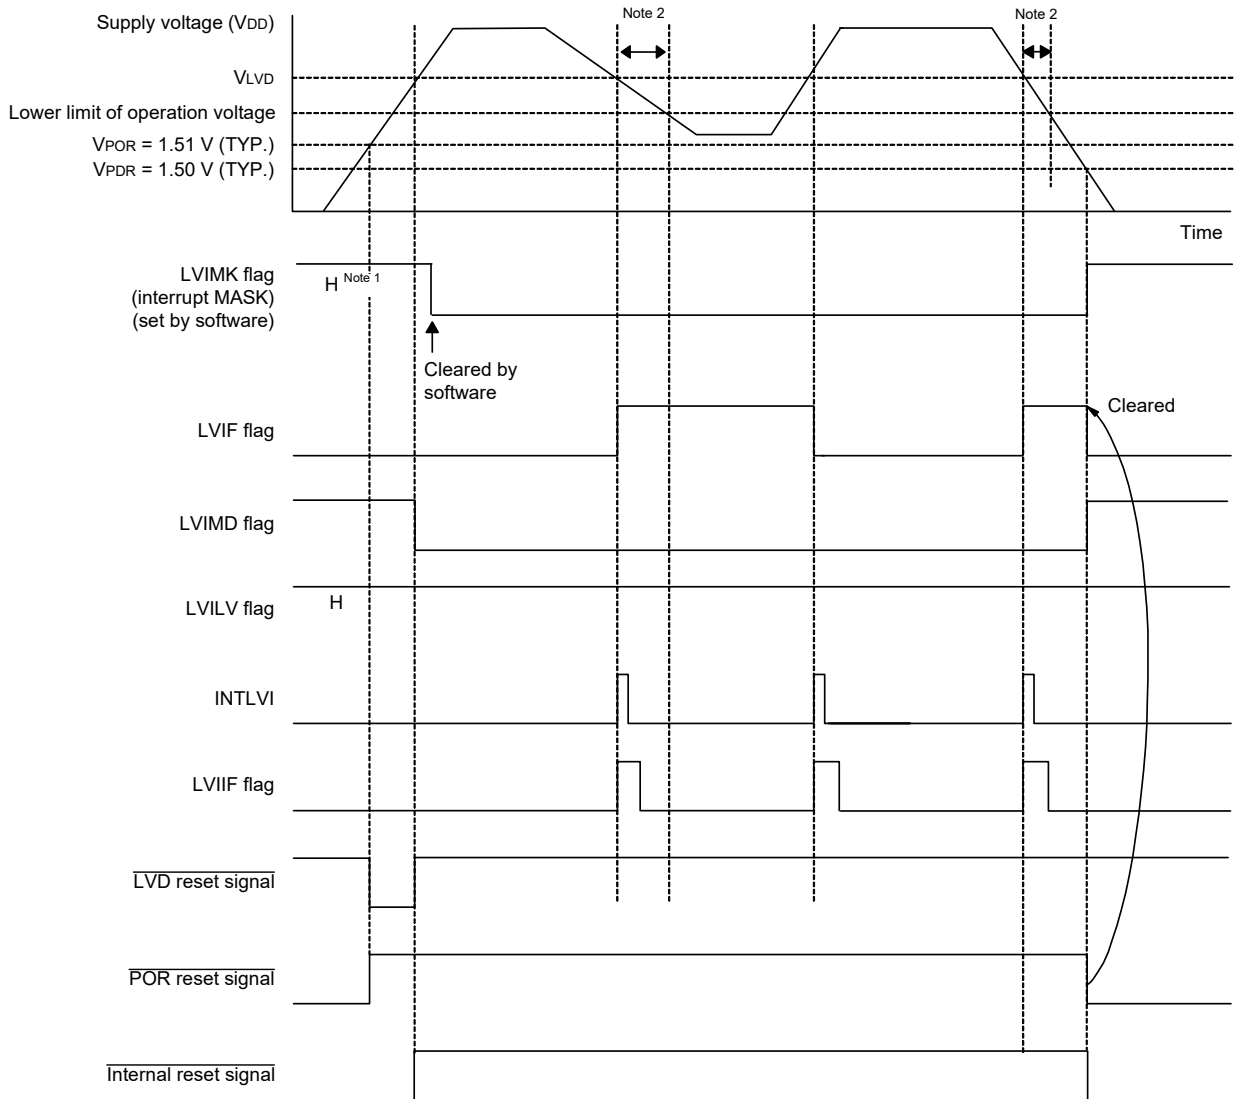 Supply voltage (VDD)
Note 2
Note 2
VLVD
Lower limit of operation voltage
VPOR = 1.51 V (TYP.)
VPDR = 1.50 V (TYP.)
Time
LVIMK flag
(interrupt MASK)
(set by software)
H Note 1
Cleared by
software
LVIF flag
Cleared
LVIMD flag
LVILV flag
H
INTLVI
LVIIF flag
LVD reset signal
POR reset signal
Internal reset signal